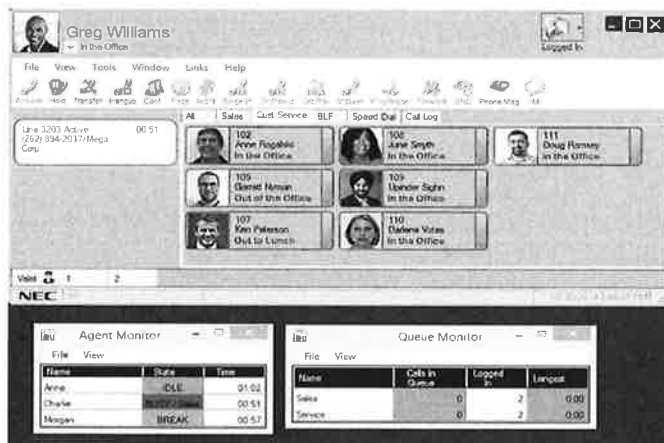 Greg Williams
In the Office
Logged In
File View Tools Window Links Help
Hold Transfer Hangup Conf Phone Msg
All Sales Cust Service BLF Speed Dial Call Log
Line 3203 Active 00:51
(262) 894-2037/Mega
Corp
102
Anne Rogalski
In the Office
108
June Smyth
In the Office
111
Doug Ramsey
In the Office
105
Garrett Nyman
Out of the Office
109
Upinder Sighn
In the Office
107
Ken Peterson
Out to Lunch
110
Darlene Votes
In the Office
1 2
NEC
Agent Monitor
File View
Name State Time
Anne IDLE 01:02
Charlie 00:51
Morgan BREAK 00:57
Queue Monitor
File View
Name Calls in Queue Logged In Longest
Sales 0 2 0:00
Service 0 2 0:00